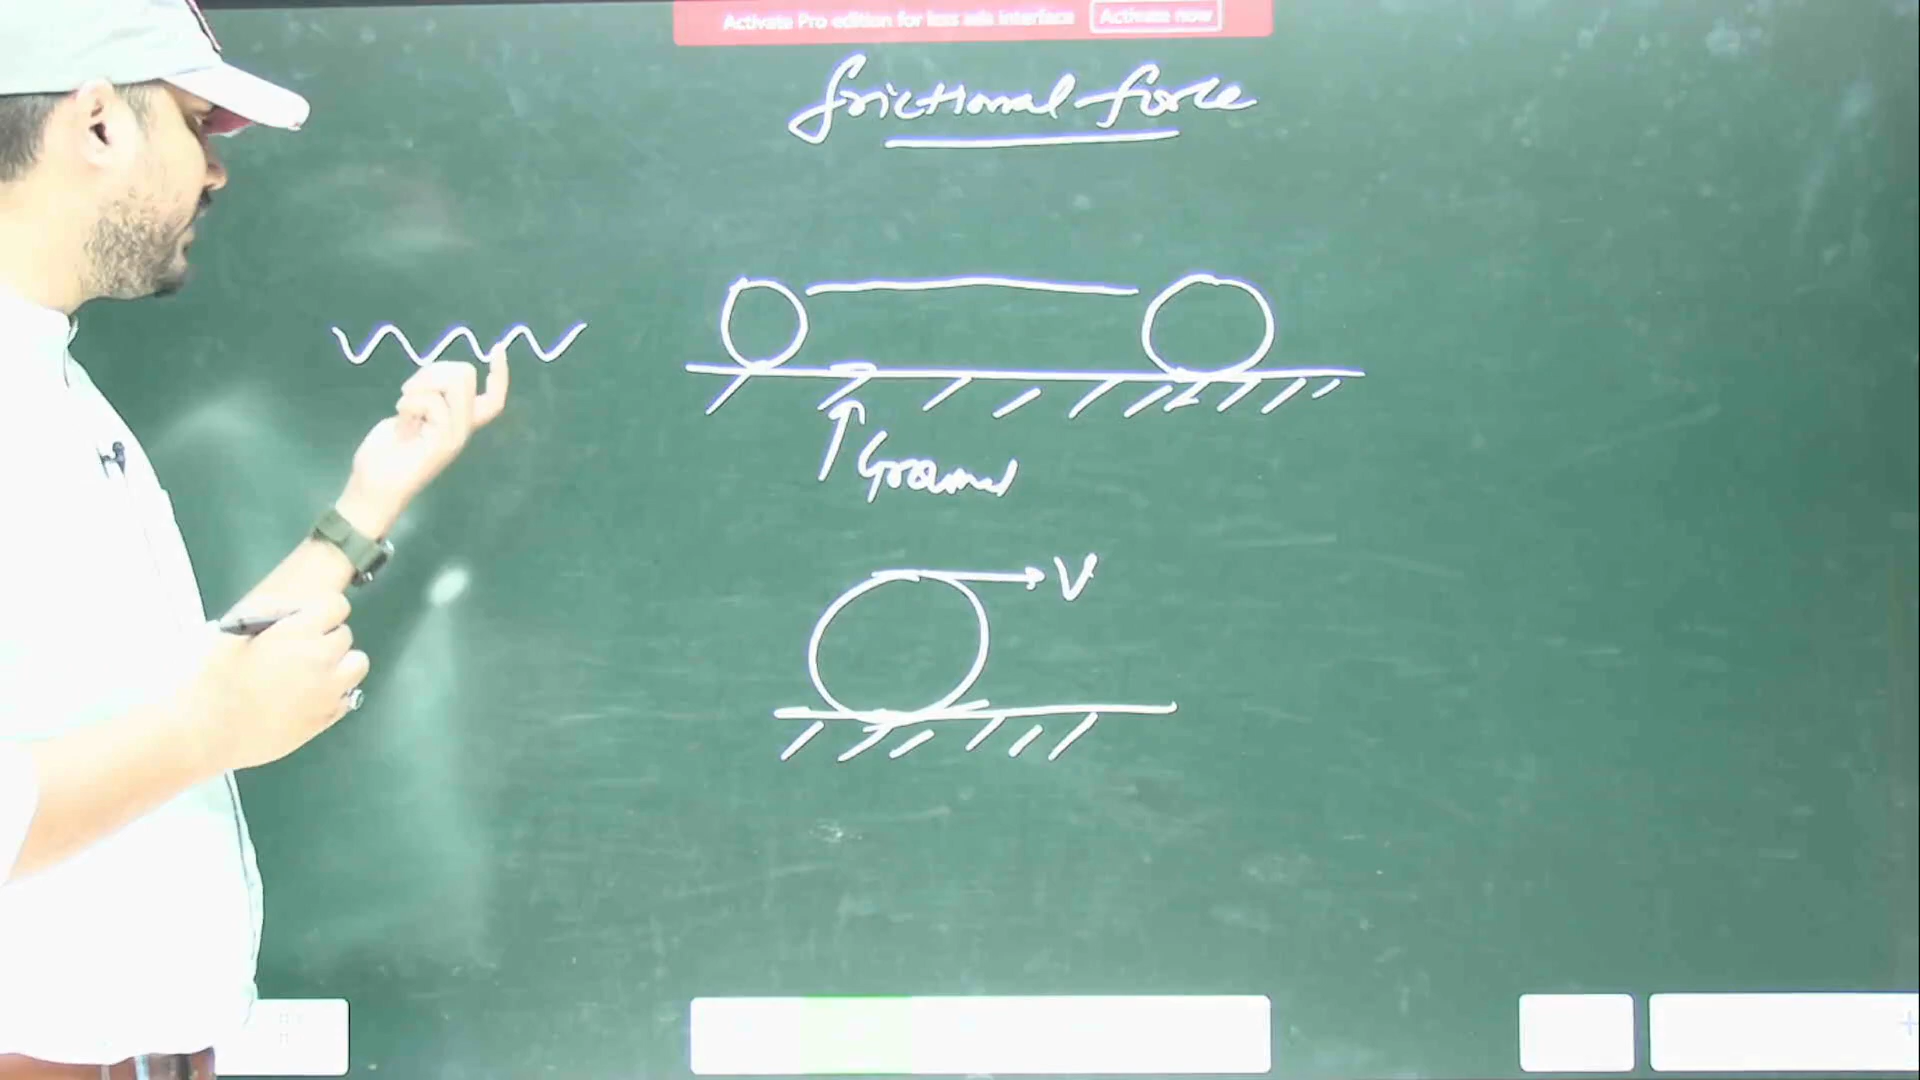 Activate Pro edition for less ads interface Activate now
frictional force
Ground
V